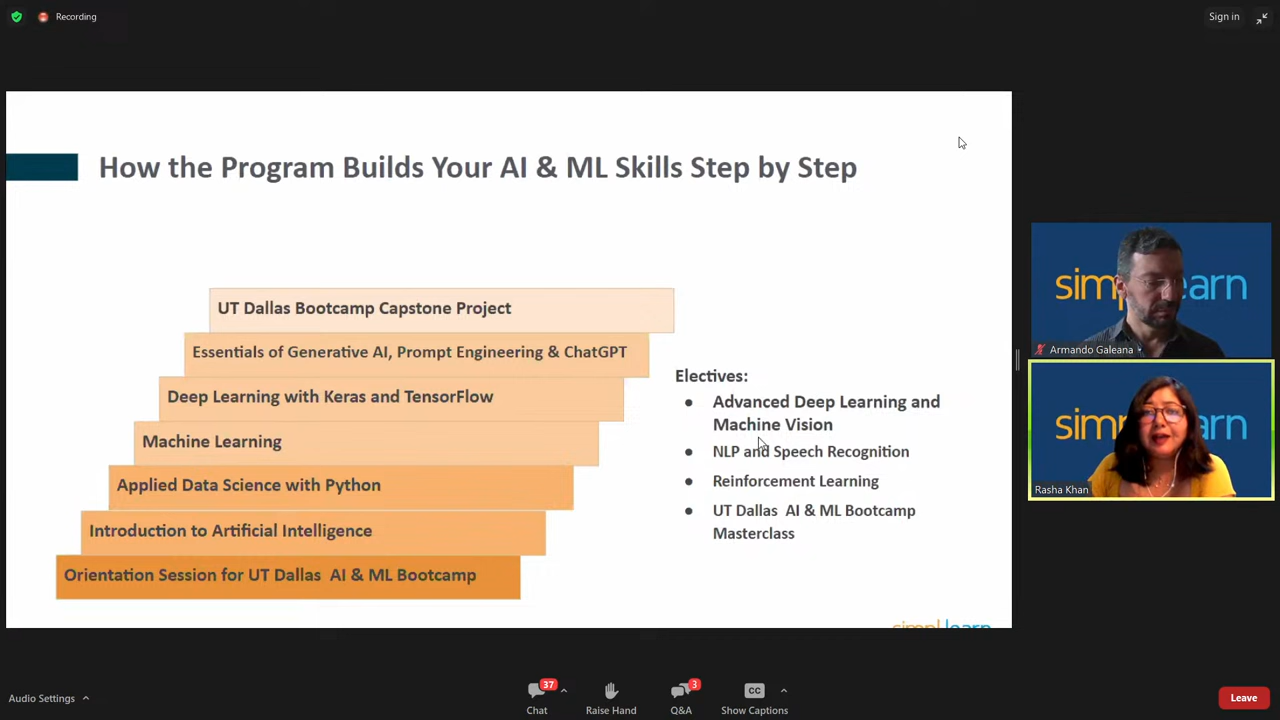 Recording
Sign in
How the Program Builds Your AI & ML Skills Step by Step
UT Dallas Bootcamp Capstone Project
Essentials of Generative AI, Prompt Engineering & ChatGPT
Deep Learning with Keras and TensorFlow
Machine Learning
Applied Data Science with Python
Introduction to Artificial Intelligence
Orientation Session for UT Dallas AI & ML Bootcamp
Electives:
Advanced Deep Learning and
Machine Vision
NLP and Speech Recognition
Reinforcement Learning
UT Dallas AI & ML Bootcamp
Masterclass
simplilearn
Armando Galeana
Rasha Khan
Audio Settings
37
Chat
Raise Hand
3
Q&A
CC
Show Captions
Leave